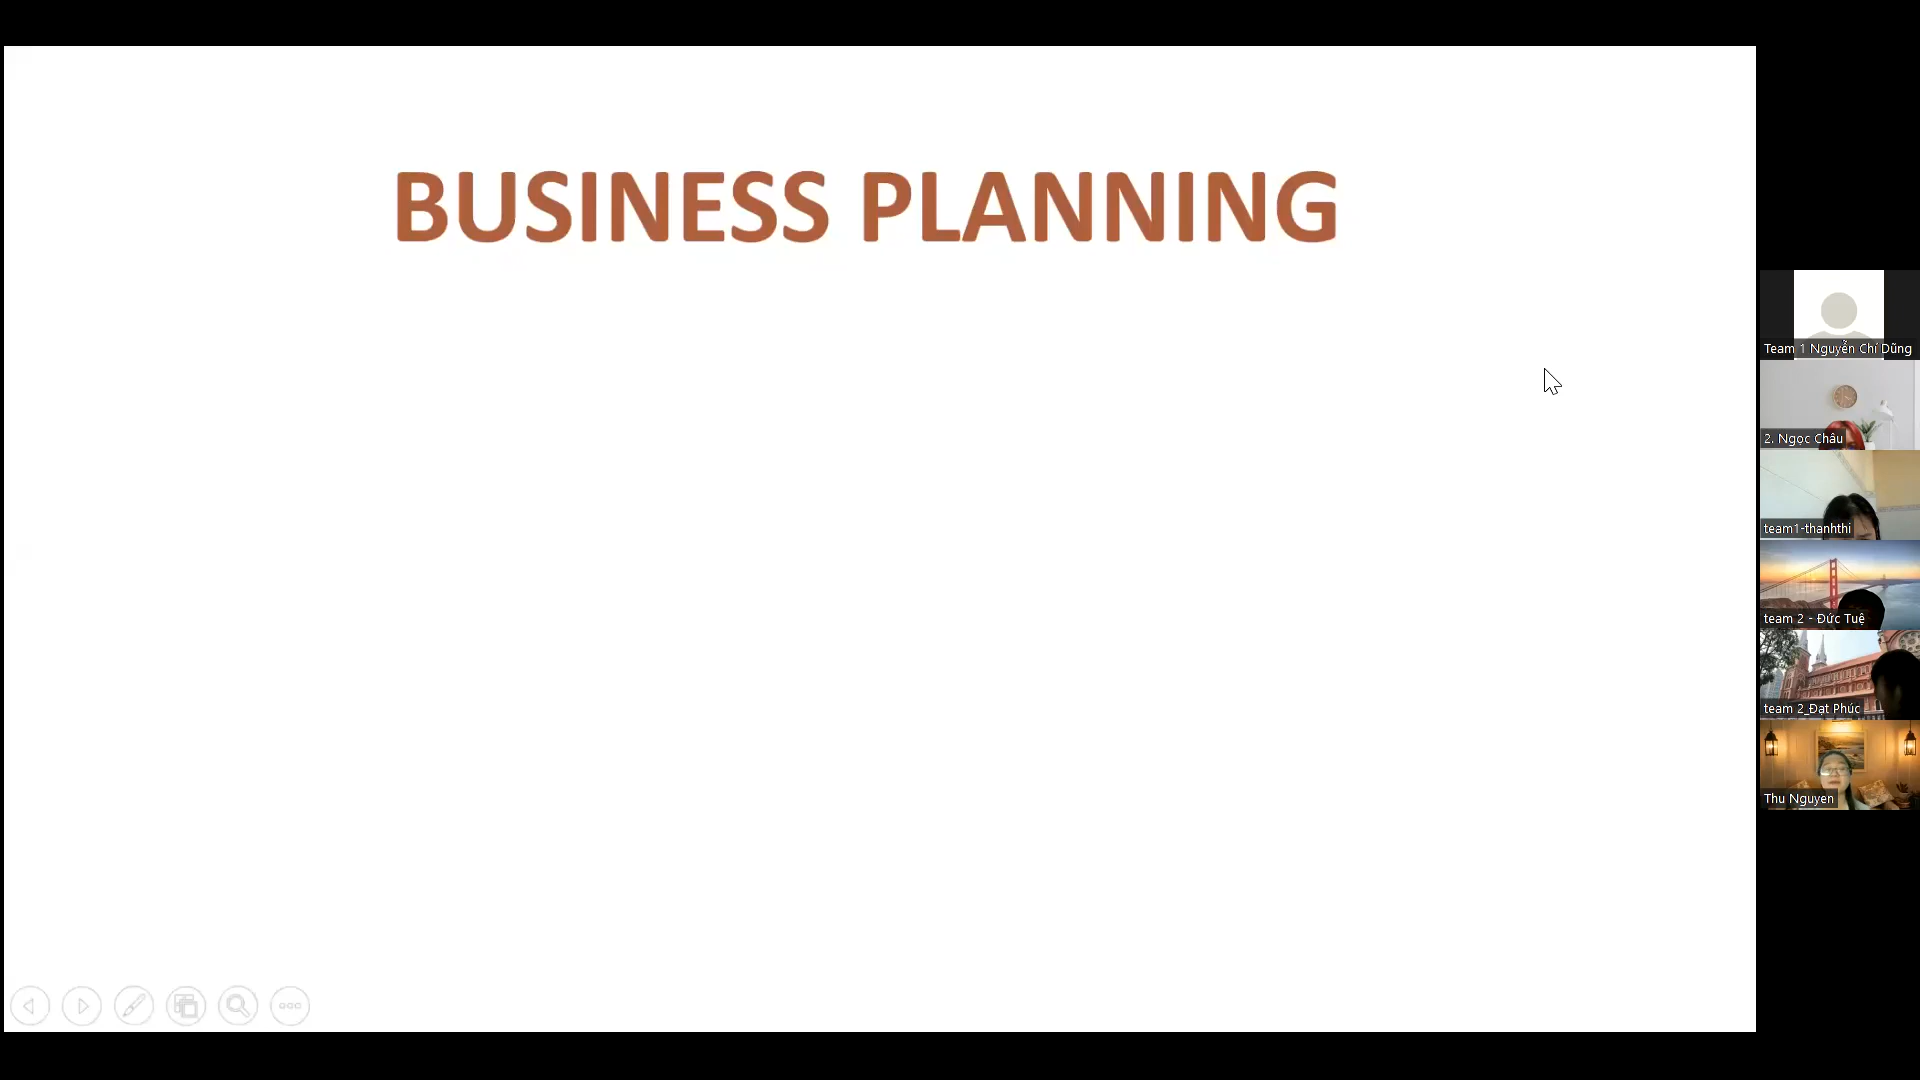 BUSINESS PLANNING
Team 1 Nguyễn Chí Dũng
2. Ngọc Châu
team1-thanhthi
team 2 - Đức Tuệ
team 2_Đạt Phúc
Thu Nguyen